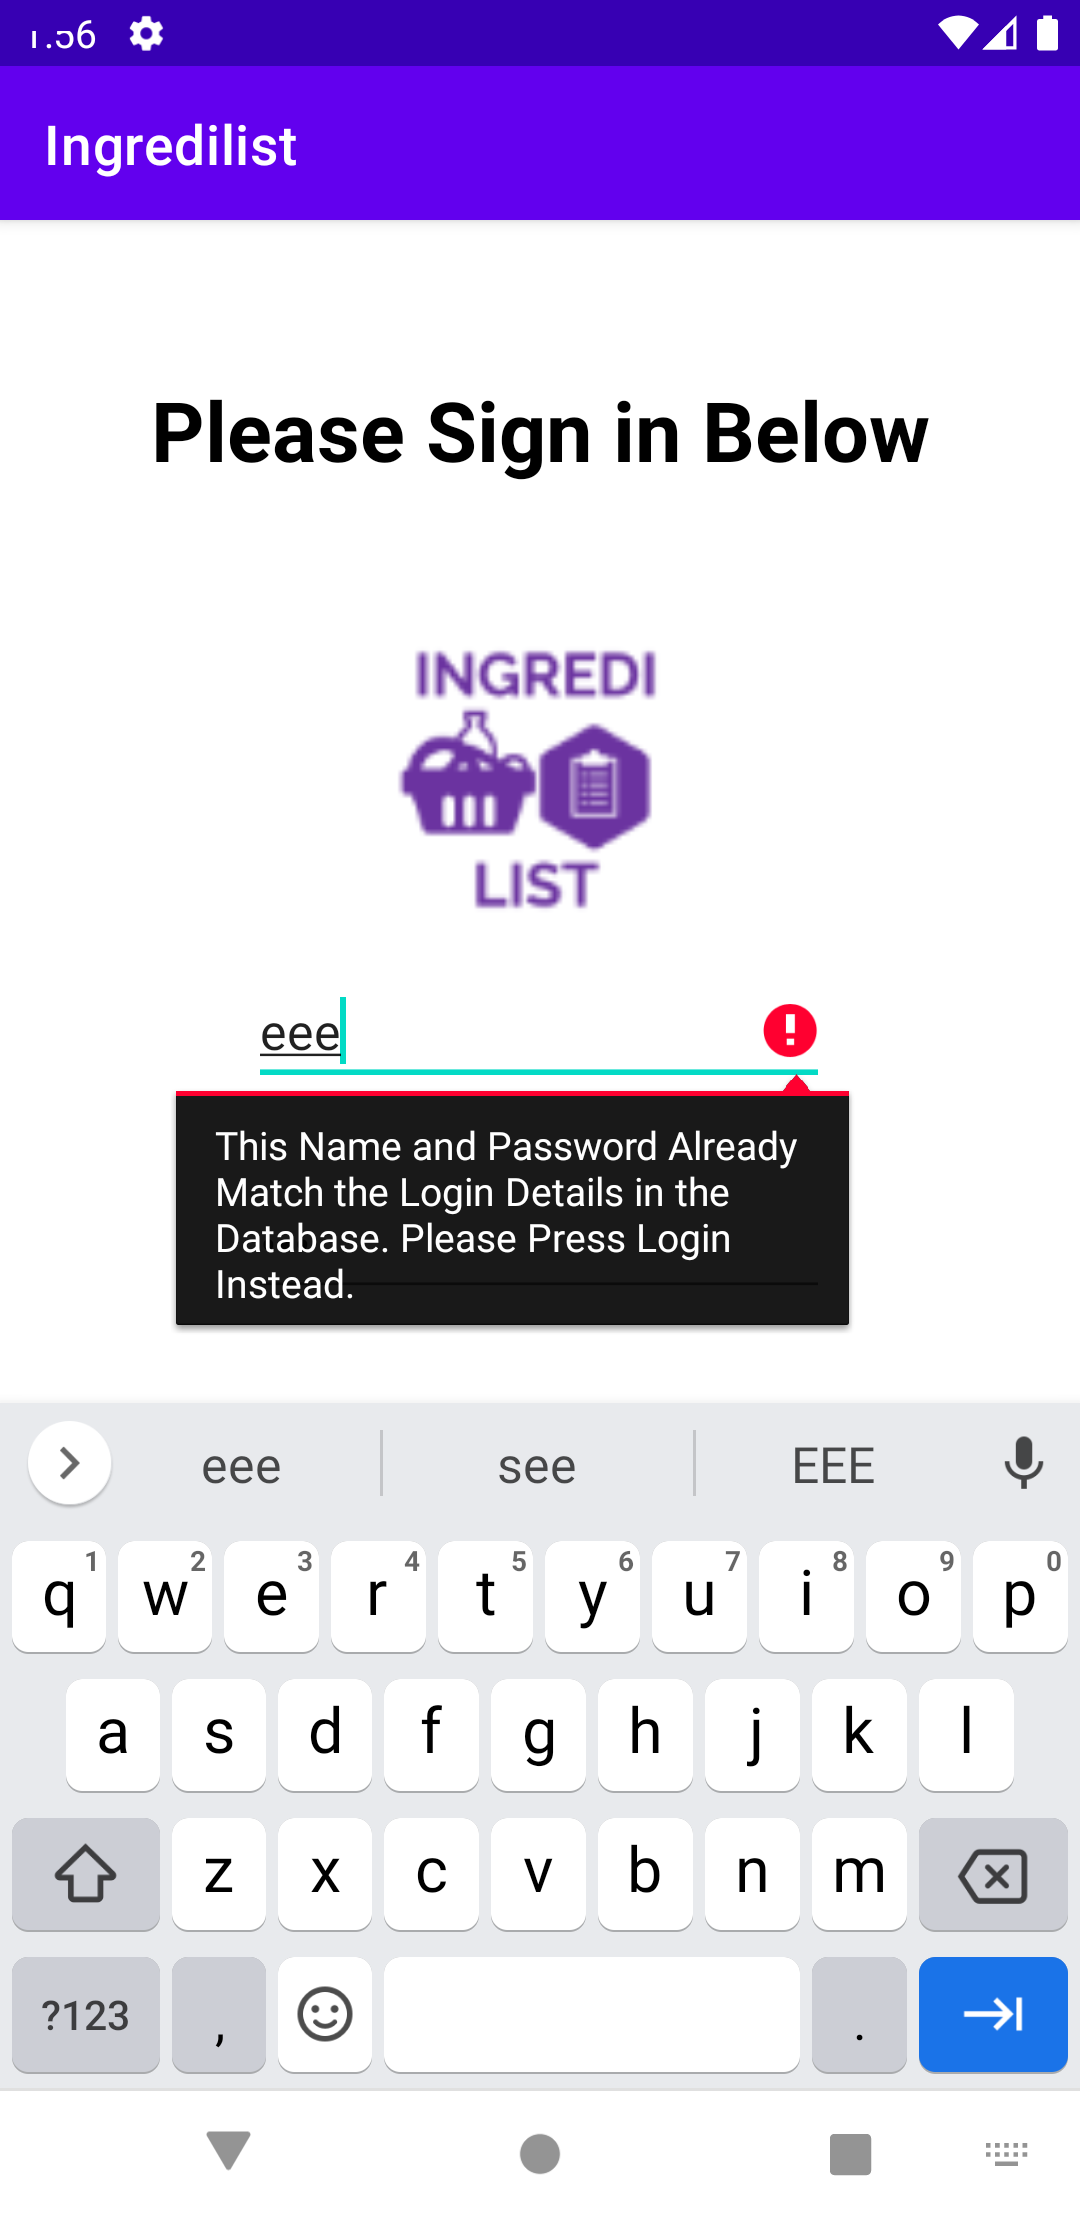 1:56
Ingredilist
Please Sign in Below
INGREDI
LIST
eee
This Name and Password Already
Match the Login Details in the
Database. Please Press Login
Instead.
eee see EEE
q 1 w 2 e 3 r 4 t 5 y 6 u 7 i 8 o 9 p 0
a s d f g h j k l
z x c v b n m
?123 , .